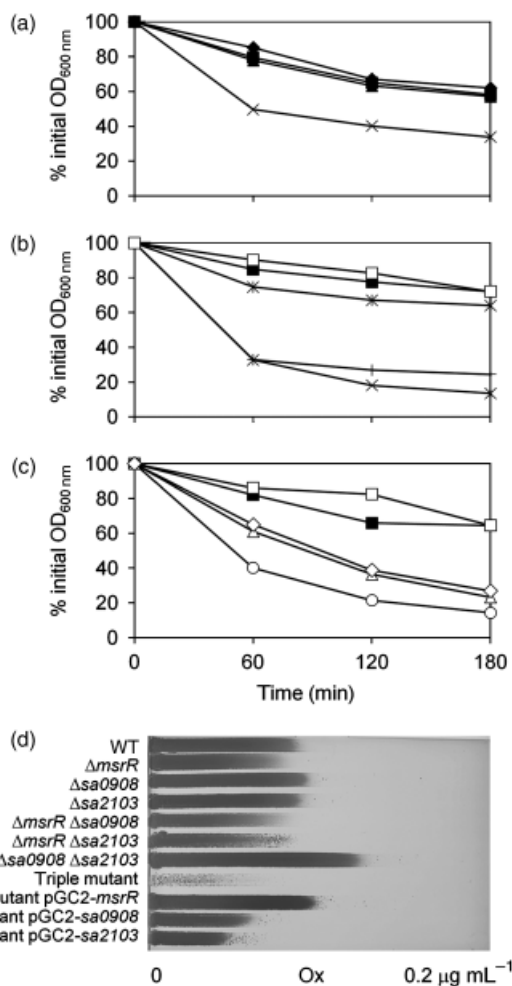 (a)
% initial OD600 nm
100
80
60
40
20
0
(b)
% initial OD600 nm
100
80
60
40
20
0
(c)
% initial OD600 nm
100
80
60
40
20
0
0 60 120 180
Time (min)
(d)
WT
ΔmsrR
Δsa0908
Δsa2103
ΔmsrR Δsa0908
ΔmsrR Δsa2103
Δsa0908 Δsa2103
Triple mutant
utant pGC2-msrR
ant pGC2-sa0908
ant pGC2-sa2103
0 Ox 0.2 μg mL–1